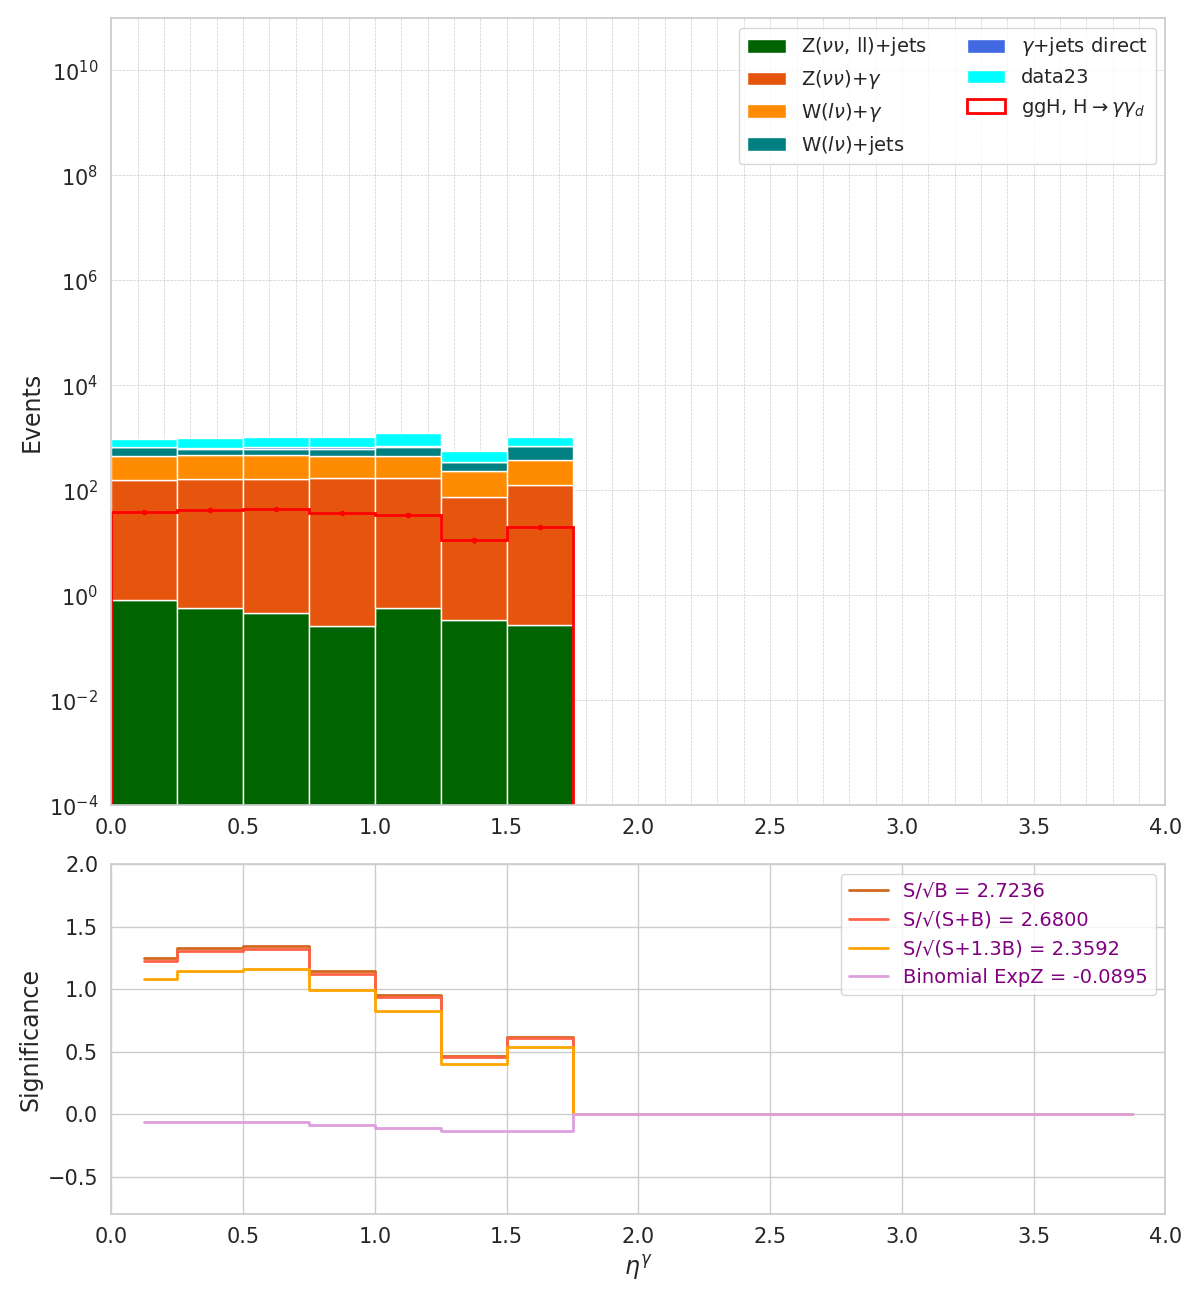 Z(νν, ll)+jets
Z(νν)+γ
W(lν)+γ
W(lν)+jets
γ+jets direct
data23
ggH, H→γγ_d
Events
10^10
10^8
10^6
10^4
10^2
10^0
10^−2
10^−4
0.0 0.5 1.0 1.5 2.0 2.5 3.0 3.5 4.0
S/√B = 2.7236
S/√(S+B) = 2.6800
S/√(S+1.3B) = 2.3592
Binomial ExpZ = -0.0895
Significance
2.0
1.5
1.0
0.5
0.0
−0.5
0.0 0.5 1.0 1.5 2.0 2.5 3.0 3.5 4.0
η^γ